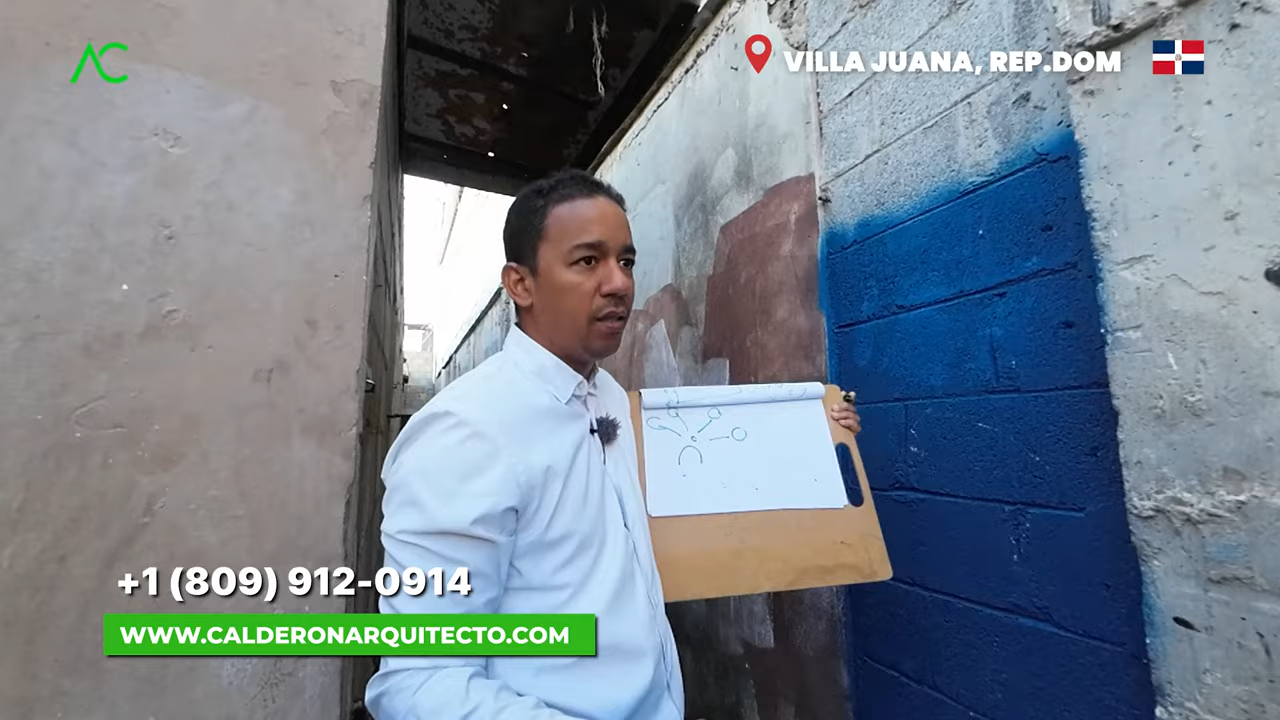 AC
VILLA JUANA, REP.DOM
+1 (809) 912-0914
WWW.CALDERONARQUITECTO.COM